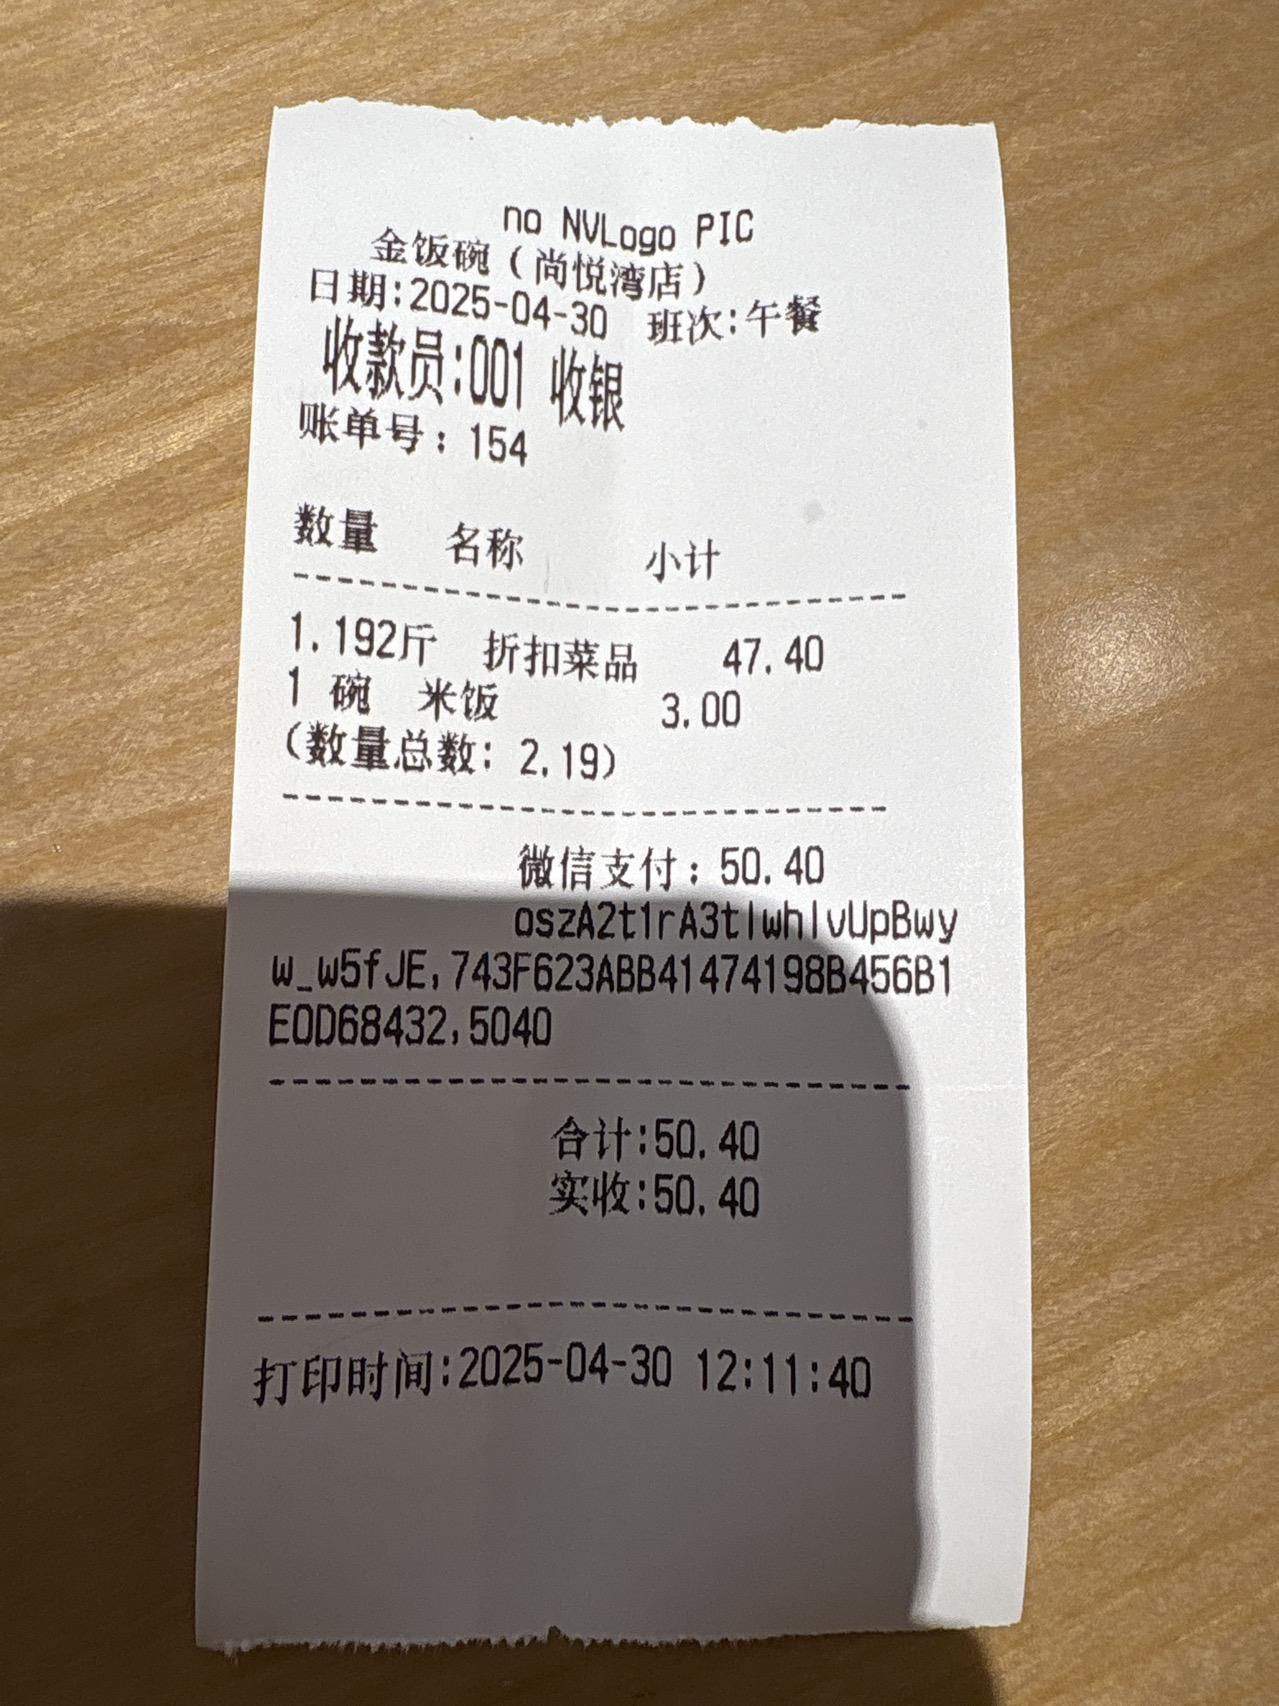 no NVLogo PIC
金饭碗（尚悦湾店）
日期:2025-04-30 班次:午餐
收款员:001 收银
账单号：154
数量 名称 小计
1.192斤 折扣菜品 47.40
1 碗 米饭 3.00
(数量总数: 2.19)
微信支付：50.40
oszA2t1rA3tlwhlvUpBwy
w_w5fJE,743F623ABB41474198B456B1
E0D68432,5040
合计:50.40
实收:50.40
打印时间:2025-04-30 12:11:40